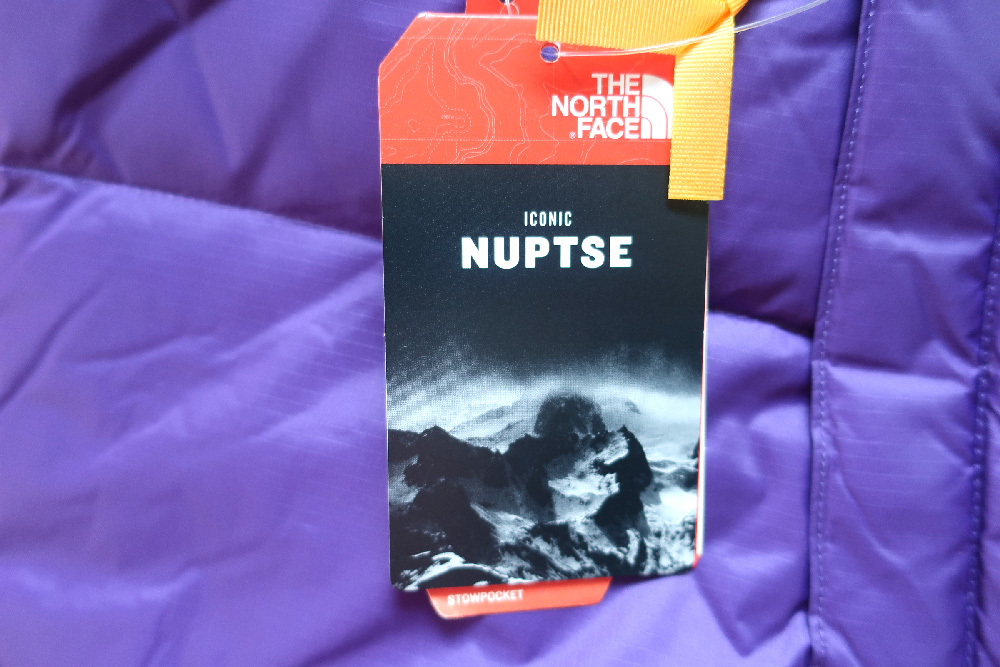 THE
NORTH
FACE
ICONIC
NUPTSE
STOWPOCKET